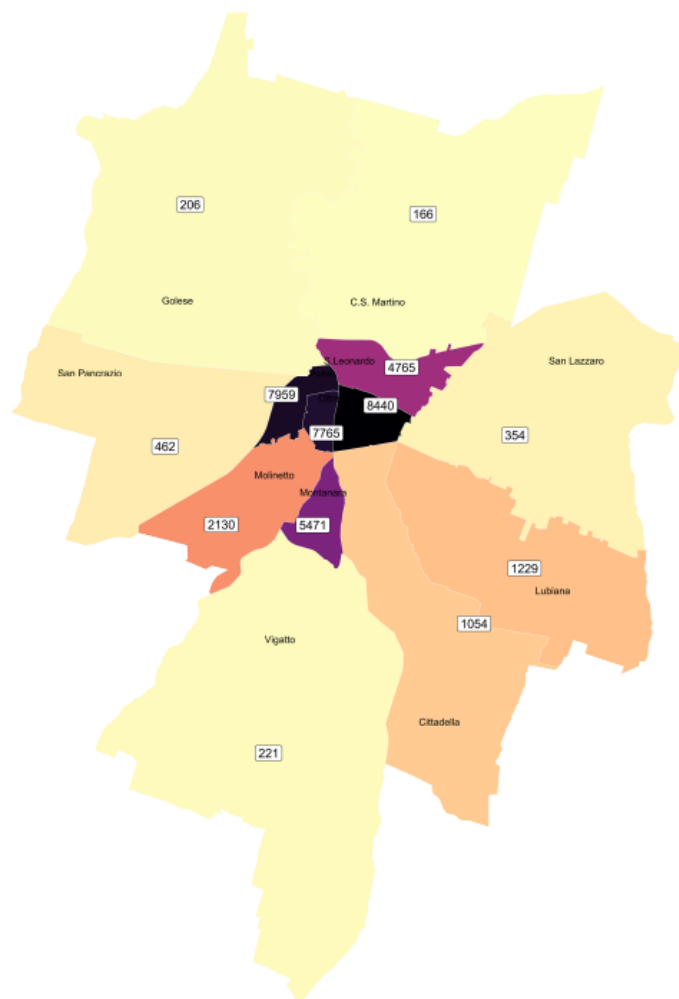 206
166
Golese
C.S. Martino
San Pancrazio
S.Leonardo
San Lazzaro
4765
7959
8440
7765
354
462
Molinetto
Montanara
2130
5471
1229
Lubiana
1054
Vigatto
Cittadella
221